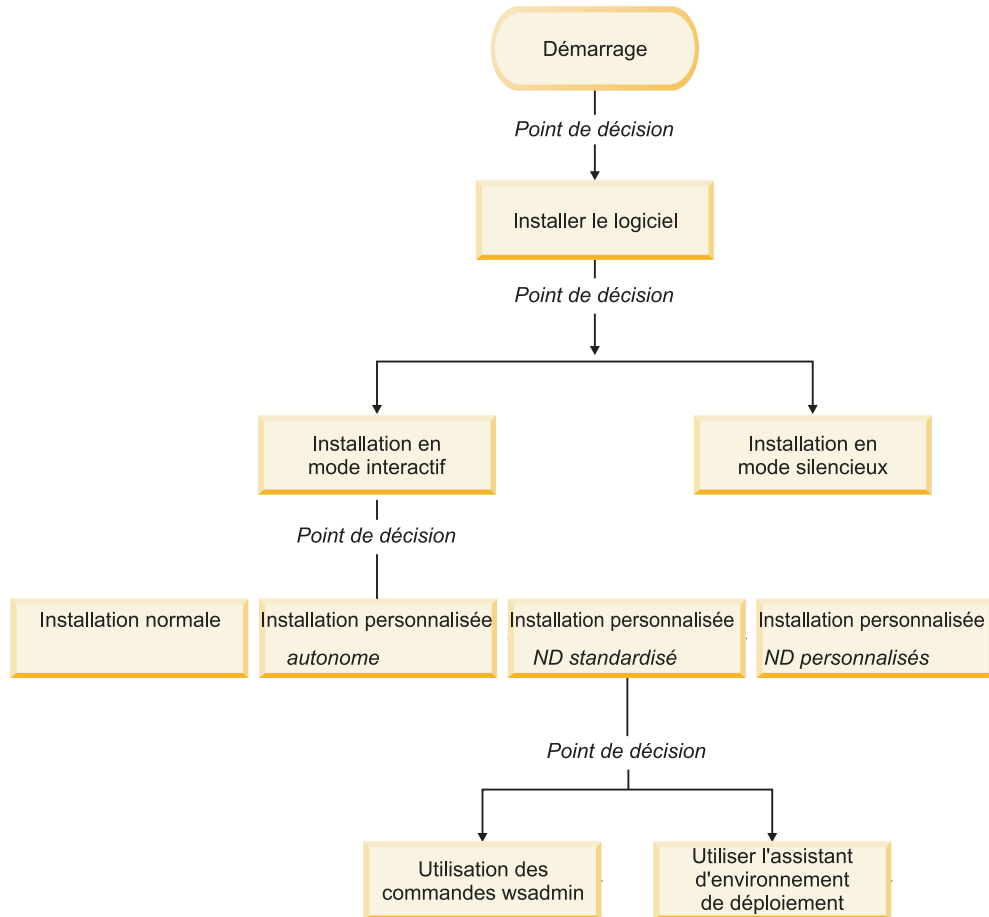 Démarrage
Point de décision
Installer le logiciel
Point de décision
Installation en
mode interactif
Installation en
mode silencieux
Point de décision
Installation normale
Installation personnalisée
autonome
Installation personnalisée
ND standardisé
Installation personnalisée
ND personnalisés
Point de décision
Utilisation des
commandes wsadmin
Utiliser l'assistant
d'environnement
de déploiement